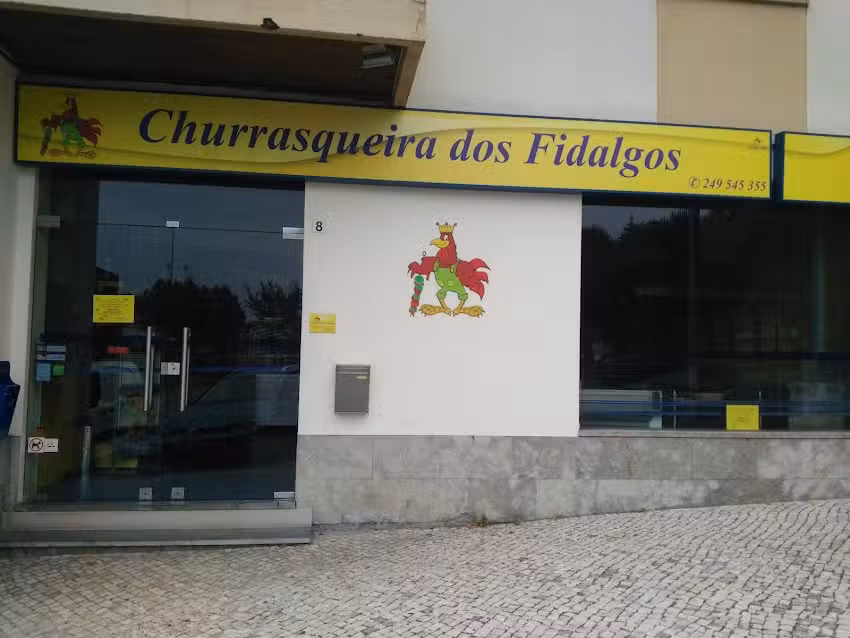 Churrasqueira dos Fidalgos
✆ 249 545 355
8